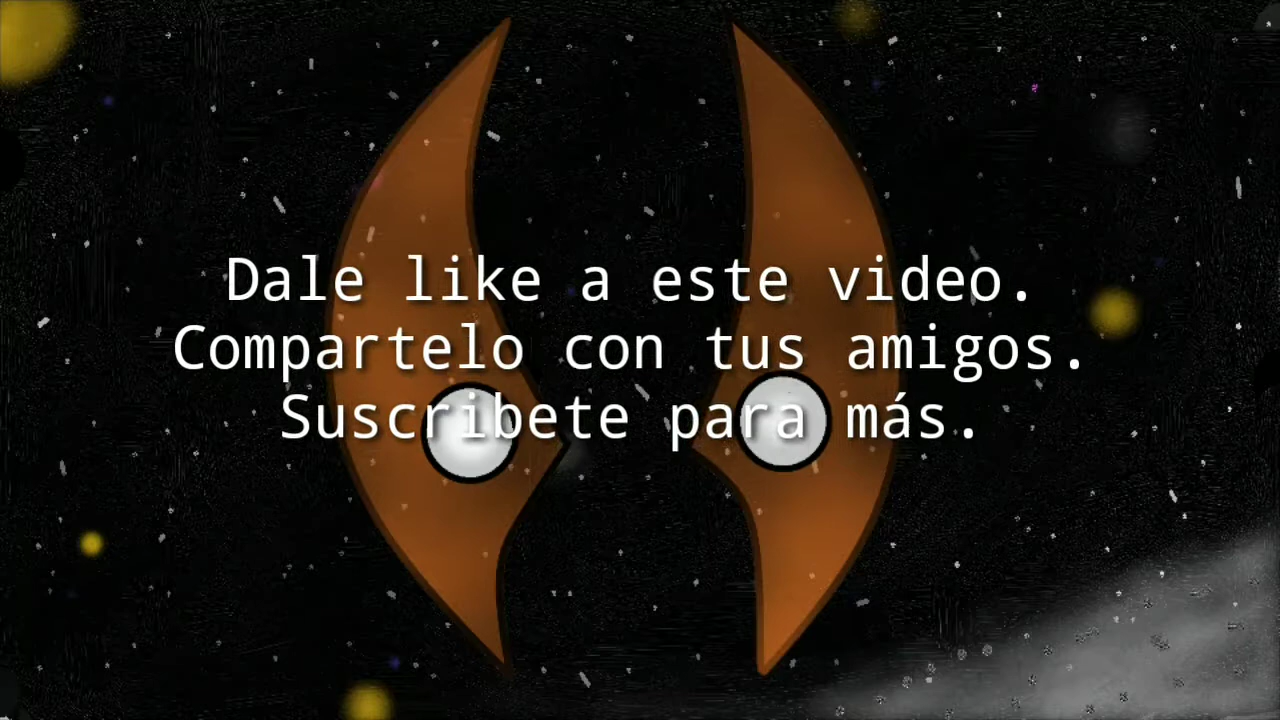 Dale like a este video.
Compartelo con tus amigos.
Suscribete para más.